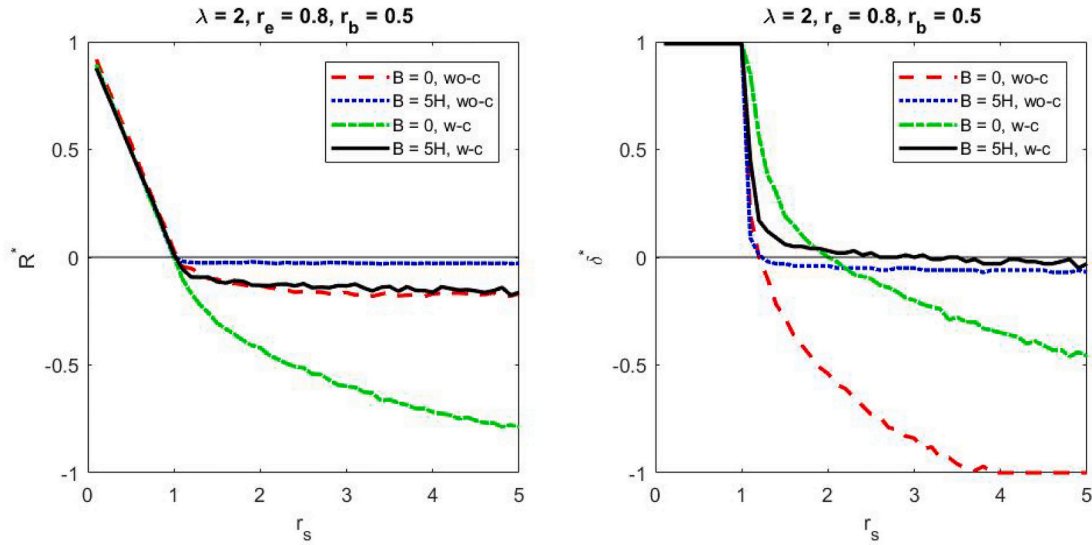 λ = 2, r_e = 0.8, r_b = 0.5
1
0.5
0
-0.5
-1
R*
0 1 2 3 4 5
r_s
B = 0, wo-c
B = 5H, wo-c
B = 0, w-c
B = 5H, w-c
λ = 2, r_e = 0.8, r_b = 0.5
1
0.5
0
-0.5
-1
δ*
0 1 2 3 4 5
r_s
B = 0, wo-c
B = 5H, wo-c
B = 0, w-c
B = 5H, w-c